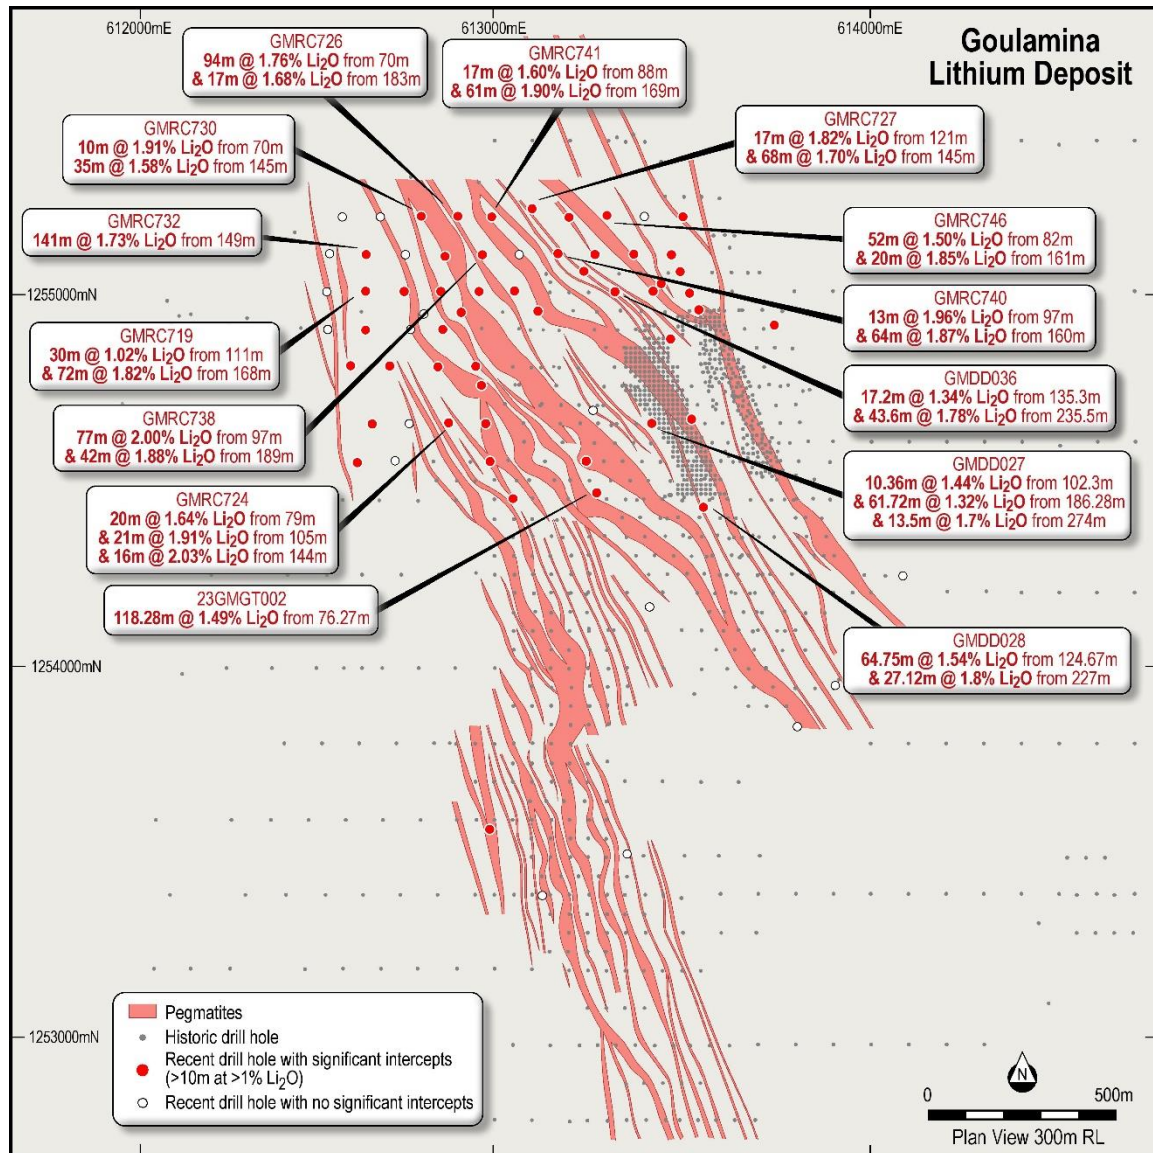 612000mE
613000mE
614000mE
Goulamina
Lithium Deposit
GMRC726
94m @ 1.76% Li₂O from 70m
& 17m @ 1.68% Li₂O from 183m
GMRC741
17m @ 1.60% Li₂O from 88m
& 61m @ 1.90% Li₂O from 169m
GMRC730
10m @ 1.91% Li₂O from 70m
35m @ 1.58% Li₂O from 145m
GMRC727
17m @ 1.82% Li₂O from 121m
& 68m @ 1.70% Li₂O from 145m
GMRC732
141m @ 1.73% Li₂O from 149m
GMRC746
52m @ 1.50% Li₂O from 82m
& 20m @ 1.85% Li₂O from 161m
1255000mN
GMRC740
13m @ 1.96% Li₂O from 97m
& 64m @ 1.87% Li₂O from 160m
GMRC719
30m @ 1.02% Li₂O from 111m
& 72m @ 1.82% Li₂O from 168m
GMDD036
17.2m @ 1.34% Li₂O from 135.3m
& 43.6m @ 1.78% Li₂O from 235.5m
GMRC738
77m @ 2.00% Li₂O from 97m
& 42m @ 1.88% Li₂O from 189m
GMDD027
10.36m @ 1.44% Li₂O from 102.3m
& 61.72m @ 1.32% Li₂O from 186.28m
& 13.5m @ 1.7% Li₂O from 274m
GMRC724
20m @ 1.64% Li₂O from 79m
& 21m @ 1.91% Li₂O from 105m
& 16m @ 2.03% Li₂O from 144m
23GMGT002
118.28m @ 1.49% Li₂O from 76.27m
GMDD028
64.75m @ 1.54% Li₂O from 124.67m
& 27.12m @ 1.8% Li₂O from 227m
1254000mN
1253000mN
Pegmatites
Historic drill hole
Recent drill hole with significant intercepts
(>10m at >1% Li₂O)
Recent drill hole with no significant intercepts
N
0
500m
Plan View 300m RL